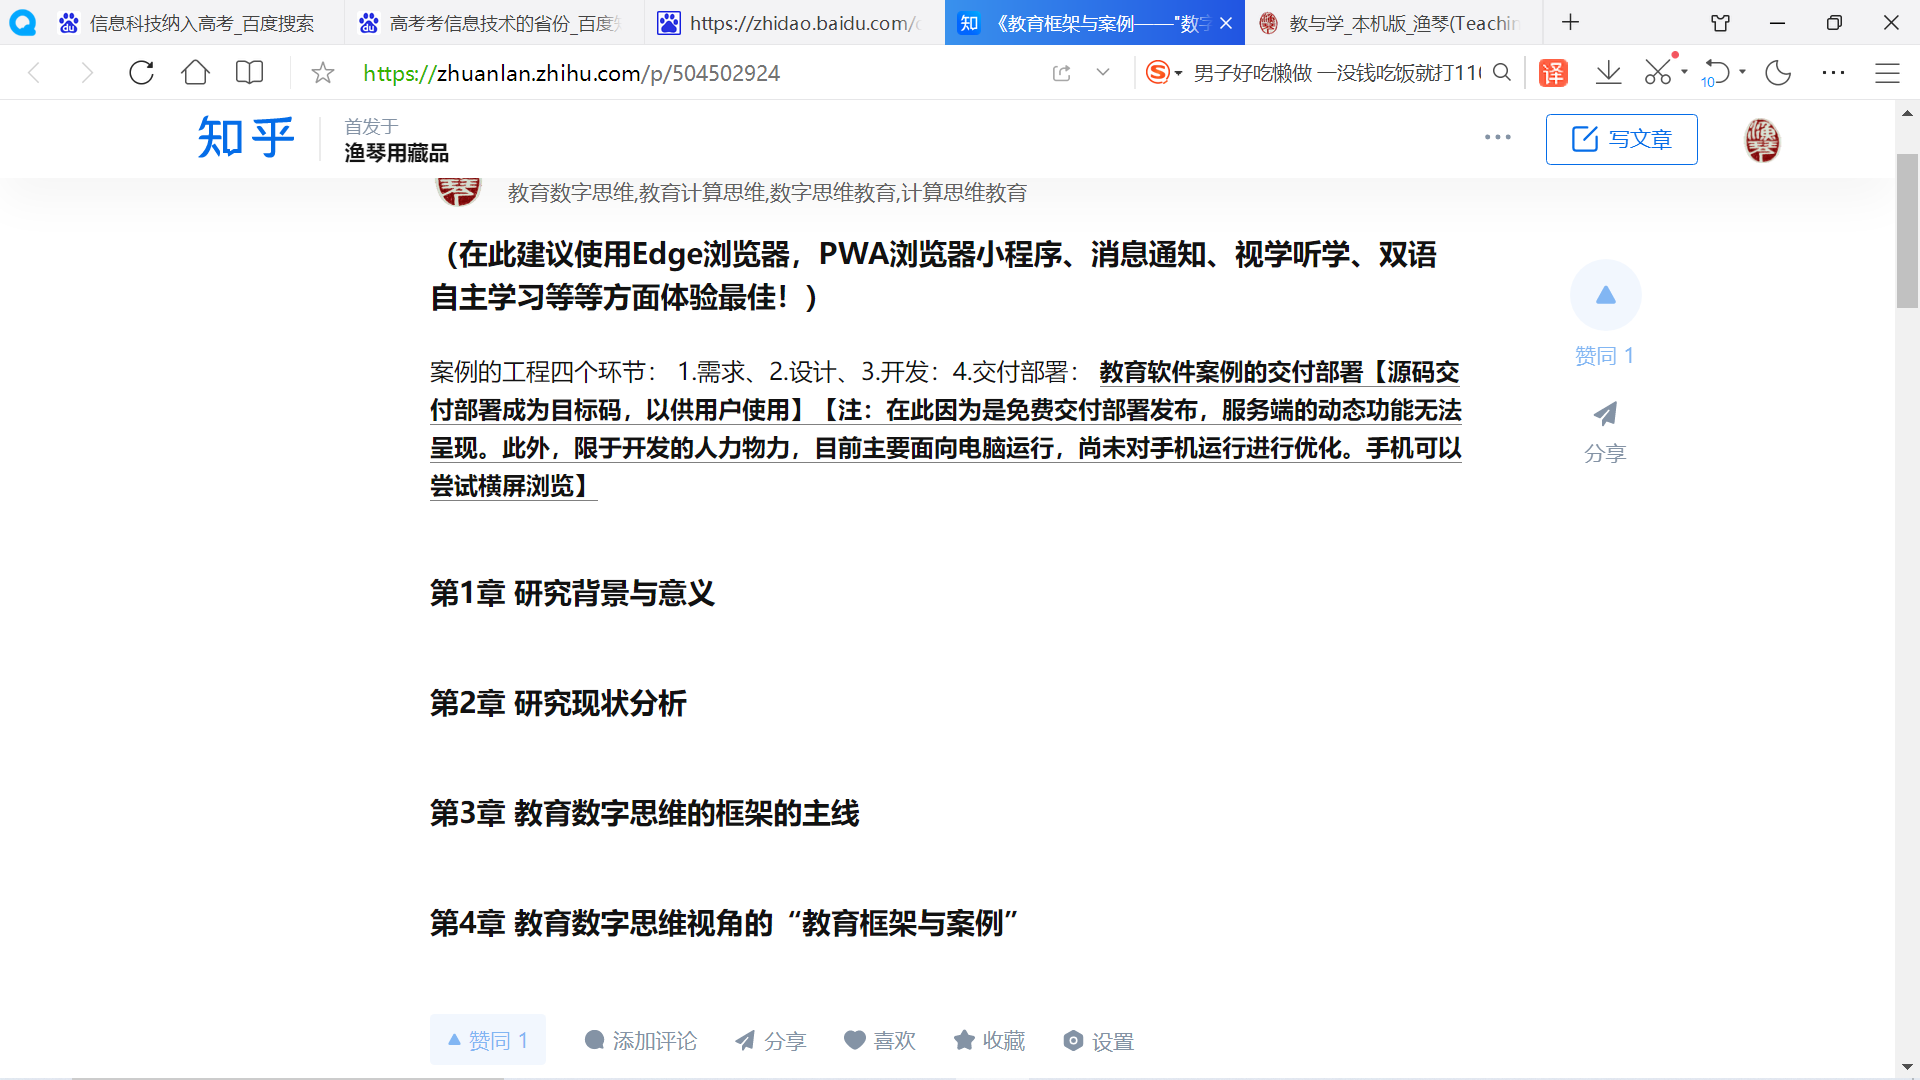 信息科技纳入高考_百度搜索
高考考信息技术的省份_百度
https://zhidao.baidu.com/
《教育框架与案例——"数字
教与学_本机版_渔琴(Teachin
https://zhuanlan.zhihu.com/p/504502924
男子好吃懒做 一没钱吃饭就打110
译
10
知乎
首发于
渔琴用藏品
写文章
教育数字思维,教育计算思维,数字思维教育,计算思维教育
（在此建议使用Edge浏览器，PWA浏览器小程序、消息通知、视学听学、双语
自主学习等等方面体验最佳！）
案例的工程四个环节： 1.需求、2.设计、3.开发：4.交付部署： 教育软件案例的交付部署【源码交
付部署成为目标码，以供用户使用】【注：在此因为是免费交付部署发布，服务端的动态功能无法
呈现。此外，限于开发的人力物力，目前主要面向电脑运行，尚未对手机运行进行优化。手机可以
尝试横屏浏览】
赞同 1
分享
第1章 研究背景与意义
第2章 研究现状分析
第3章 教育数字思维的框架的主线
第4章 教育数字思维视角的“教育框架与案例”
赞同 1
添加评论
分享
喜欢
收藏
设置